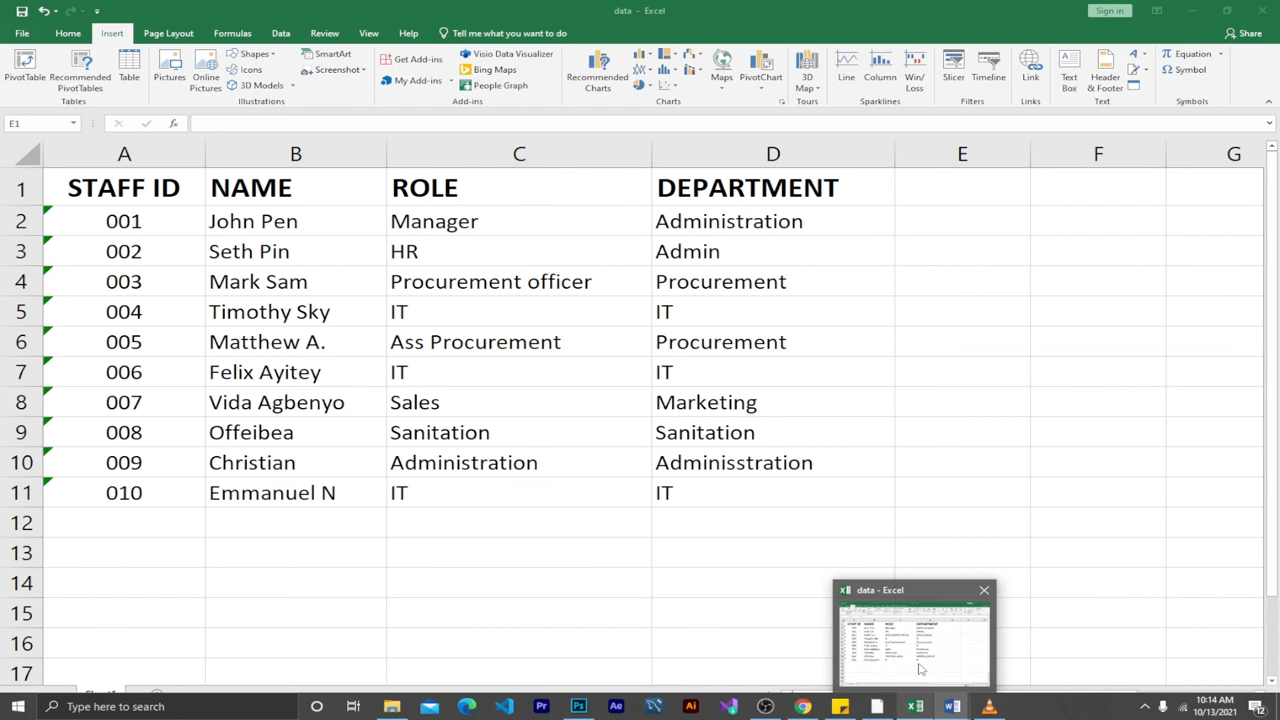 data - Excel
Sign in
File Home Insert Page Layout Formulas Data Review View Help Tell me what you want to do Share
PivotTable Recommended PivotTables Table
Tables
Pictures Online Pictures Shapes Icons 3D Models SmartArt Screenshot
Illustrations
Get Add-ins My Add-ins Visio Data Visualizer Bing Maps People Graph
Add-ins
Recommended Charts Maps PivotChart
Charts
3D Map
Tours
Line Column Win/Loss
Sparklines
Slicer Timeline
Filters
Link
Links
Text Box Header & Footer
Text
Equation Symbol
Symbols
E1
A B C D E F G
1 STAFF ID NAME ROLE DEPARTMENT
2 001 John Pen Manager Administration
3 002 Seth Pin HR Admin
4 003 Mark Sam Procurement officer Procurement
5 004 Timothy Sky IT IT
6 005 Matthew A. Ass Procurement Procurement
7 006 Felix Ayitey IT IT
8 007 Vida Agbenyo Sales Marketing
9 008 Offeibea Sanitation Sanitation
10 009 Christian Administration Adminisstration
11 010 Emmanuel N IT IT
12
13
14
15
16
17
data - Excel
Type here to search
10:14 AM
10/13/2021
12